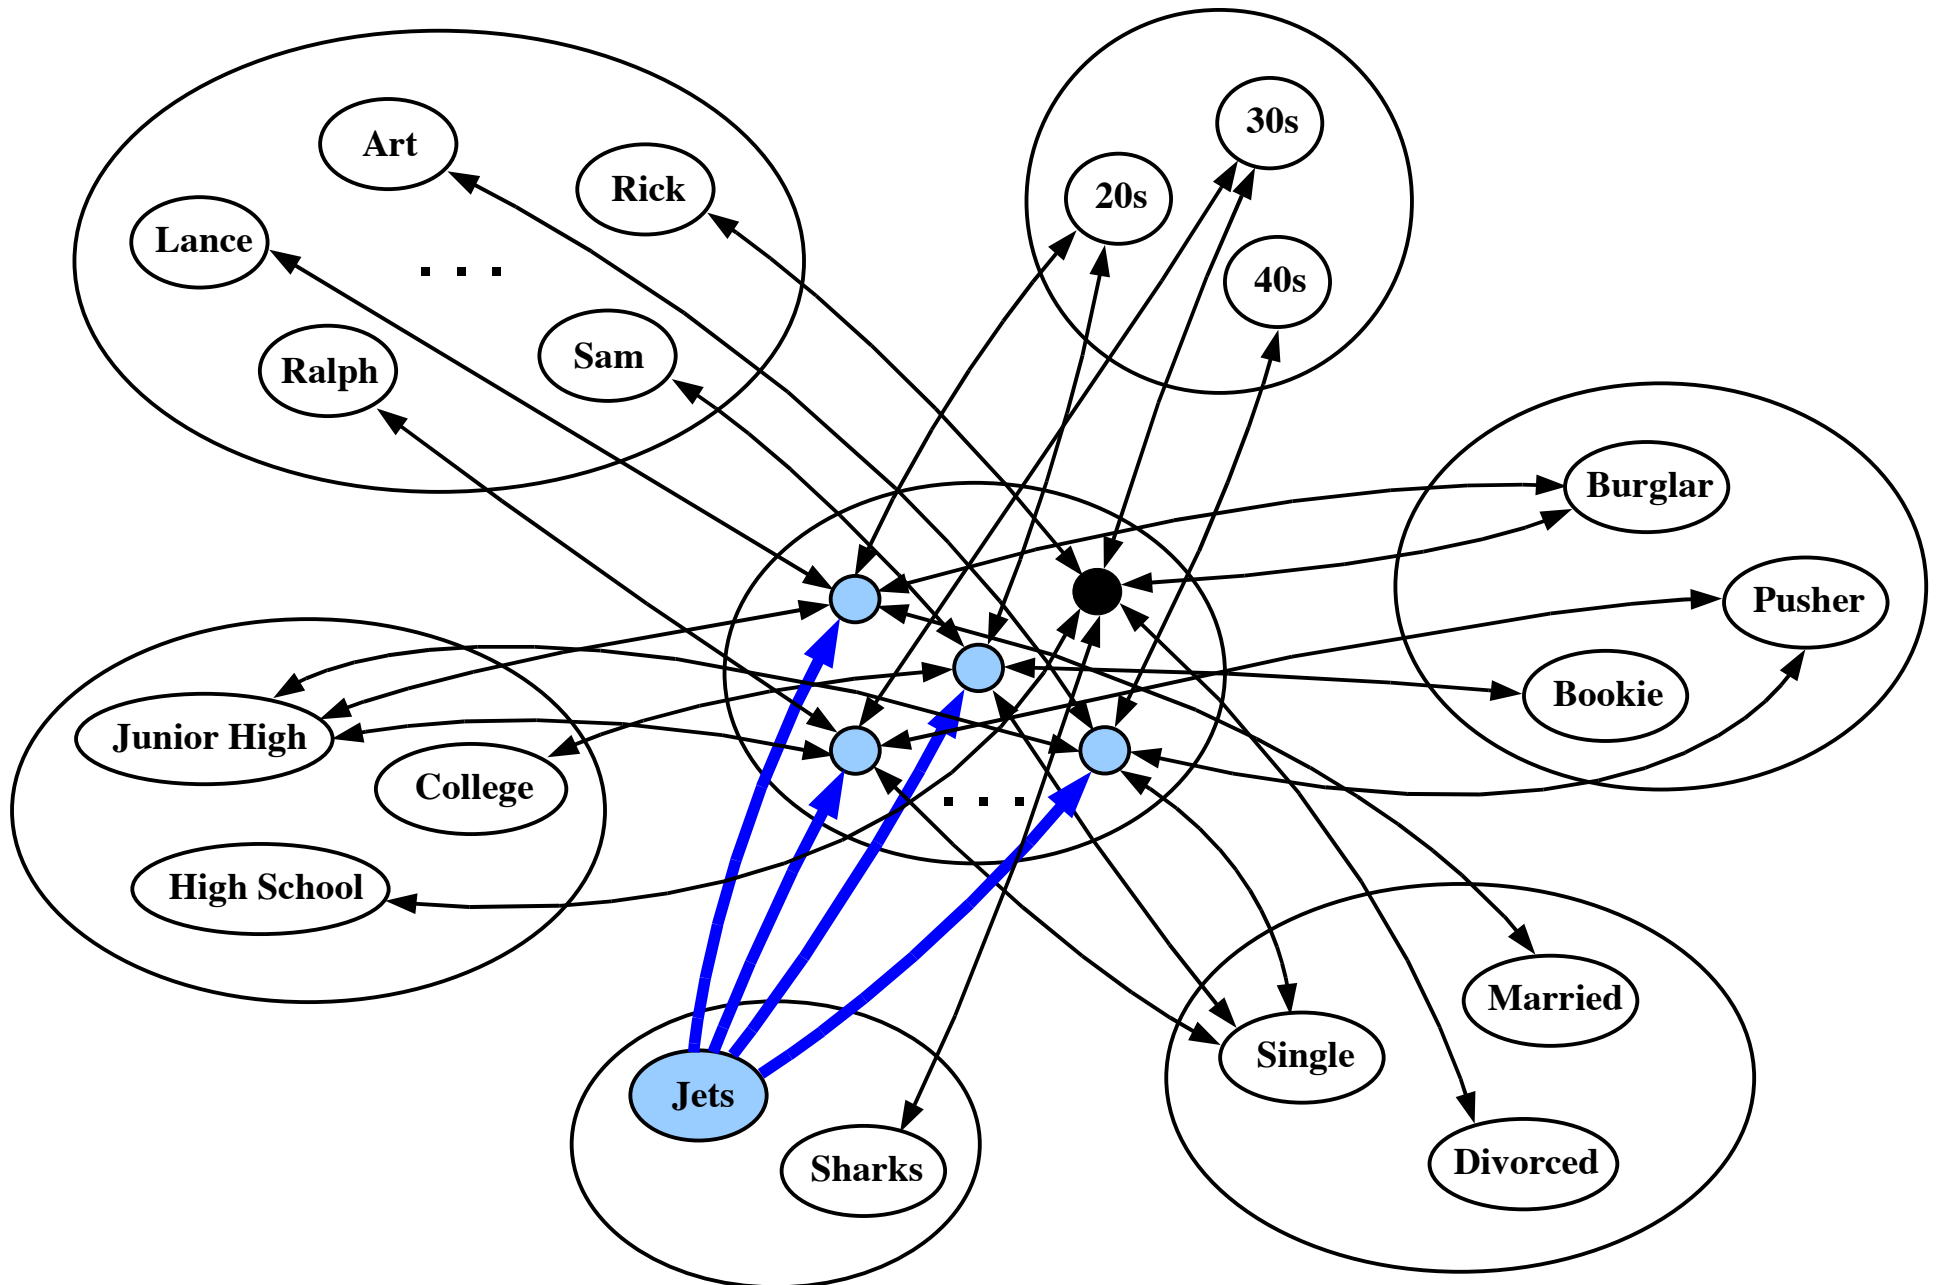 Art
Rick
Lance
. . .
Ralph
Sam
20s
30s
40s
Burglar
Pusher
Bookie
Junior High
College
High School
. . .
Jets
Sharks
Married
Single
Divorced